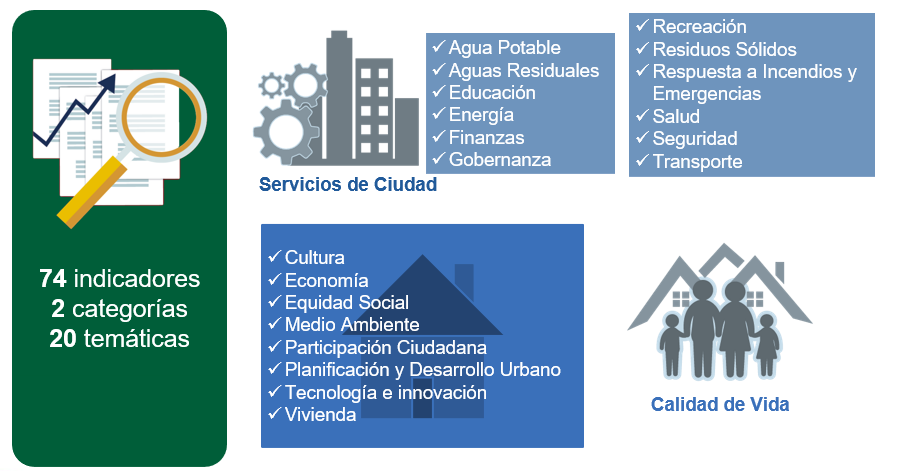 74 indicadores
2 categorías
20 temáticas
Servicios de Ciudad
✓ Agua Potable
✓ Aguas Residuales
✓ Educación
✓ Energía
✓ Finanzas
✓ Gobernanza
✓ Recreación
✓ Residuos Sólidos
✓ Respuesta a Incendios y
Emergencias
✓ Salud
✓ Seguridad
✓ Transporte
✓ Cultura
✓ Economía
✓ Equidad Social
✓ Medio Ambiente
✓ Participación Ciudadana
✓ Planificación y Desarrollo Urbano
✓ Tecnología e innovación
✓ Vivienda
Calidad de Vida